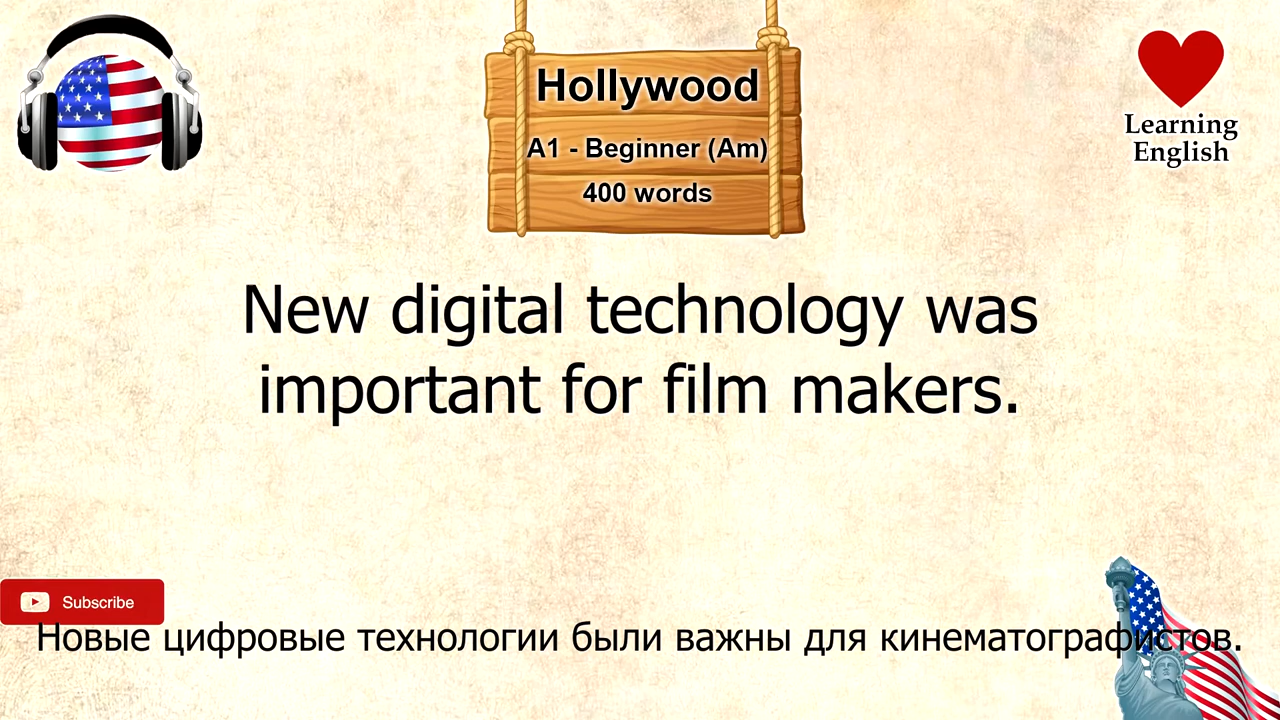 Hollywood
A1 - Beginner (Am)
400 words
Learning
English
New digital technology was
important for film makers.
Subscribe
Новые цифровые технологии были важны для кинематографистов.